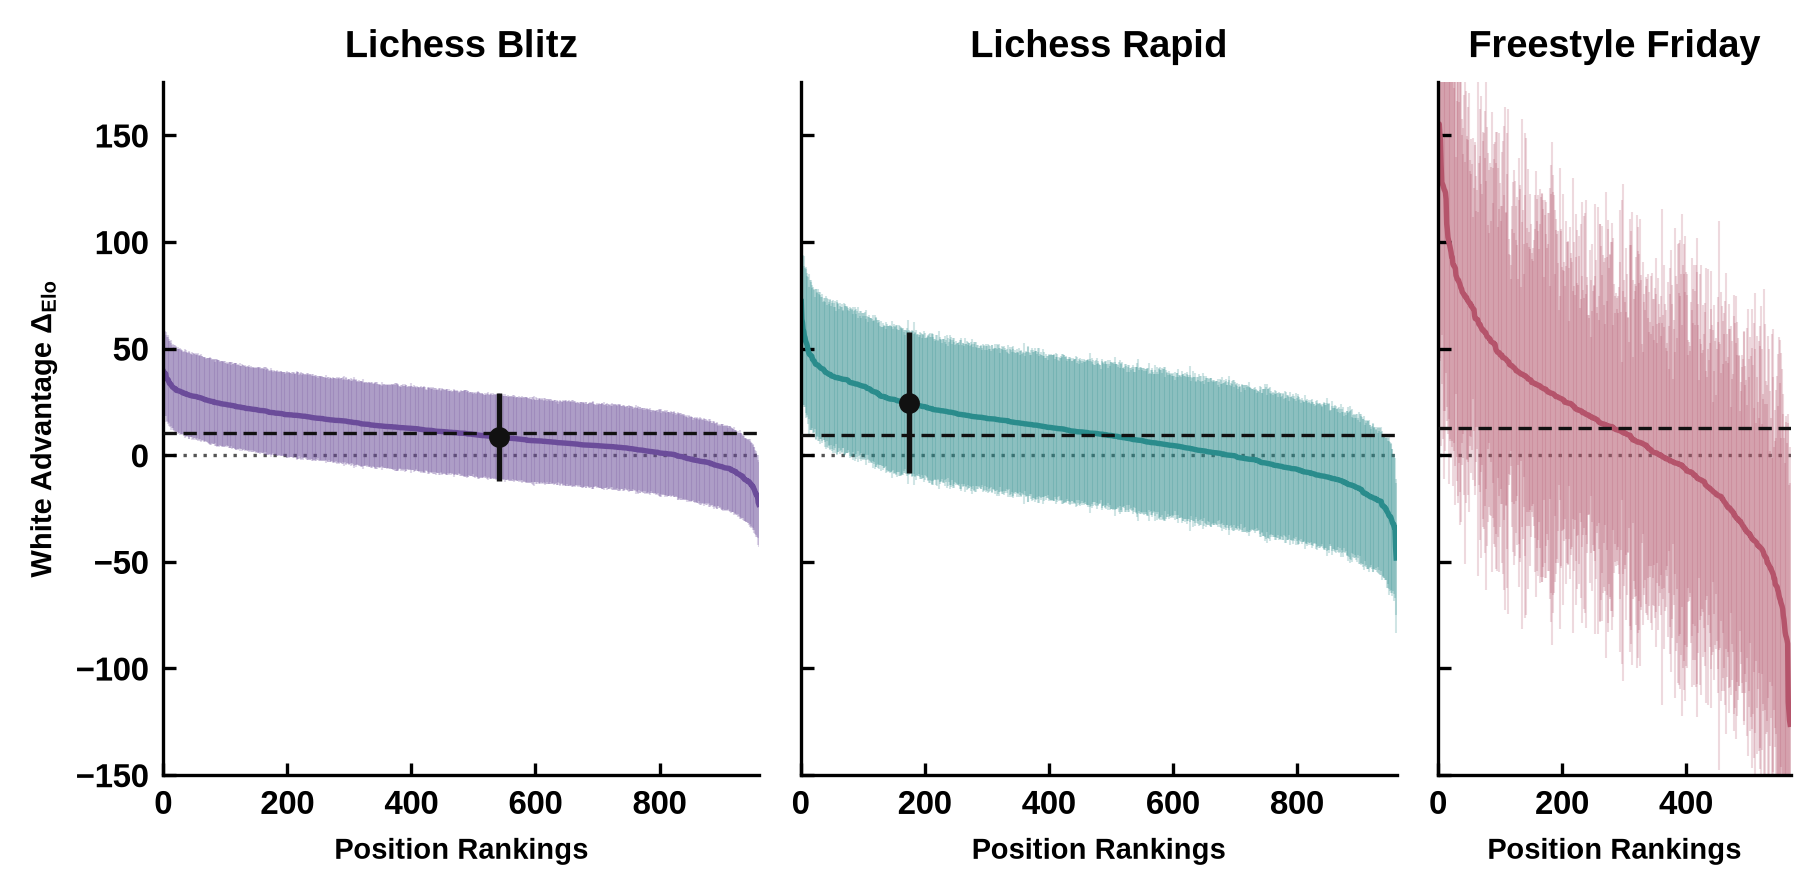 Lichess Blitz
Lichess Rapid
Freestyle Friday
White Advantage Δ_Elo
150
100
50
0
−50
−100
−150
0 200 400 600 800
0 200 400 600 800
0 200 400
Position Rankings
Position Rankings
Position Rankings